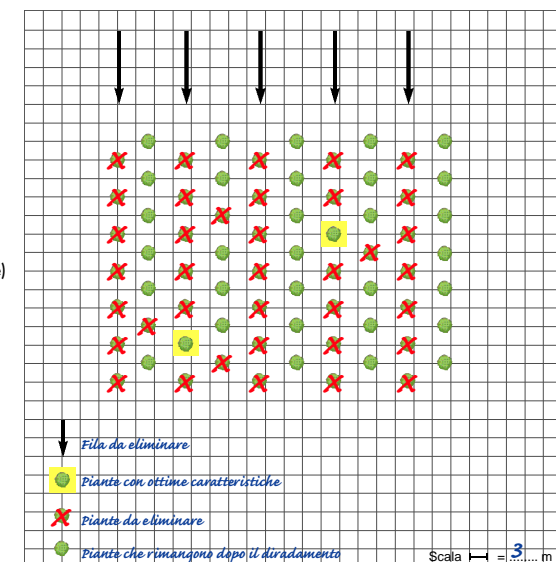 )
Fila da eliminare
Piante con ottime caratteristiche
Piante da eliminare
Piante che rimangono dopo il diradamento
Scala = ..3..... m